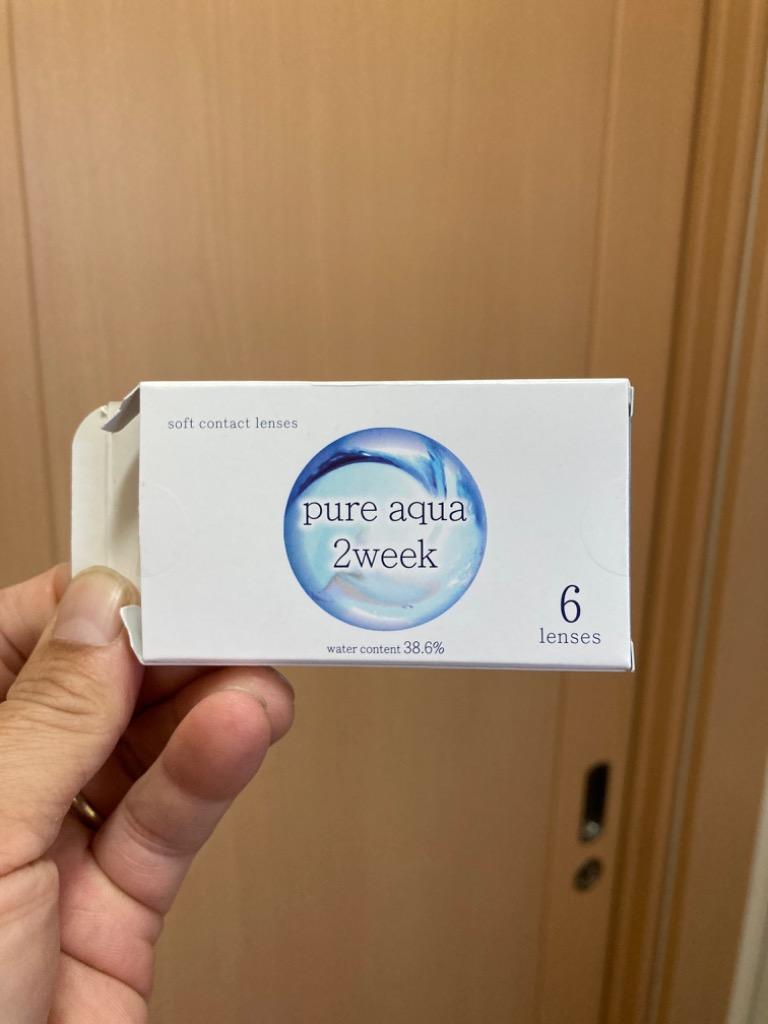 soft contact lenses
pure aqua
2week
6
lenses
water content 38.6%